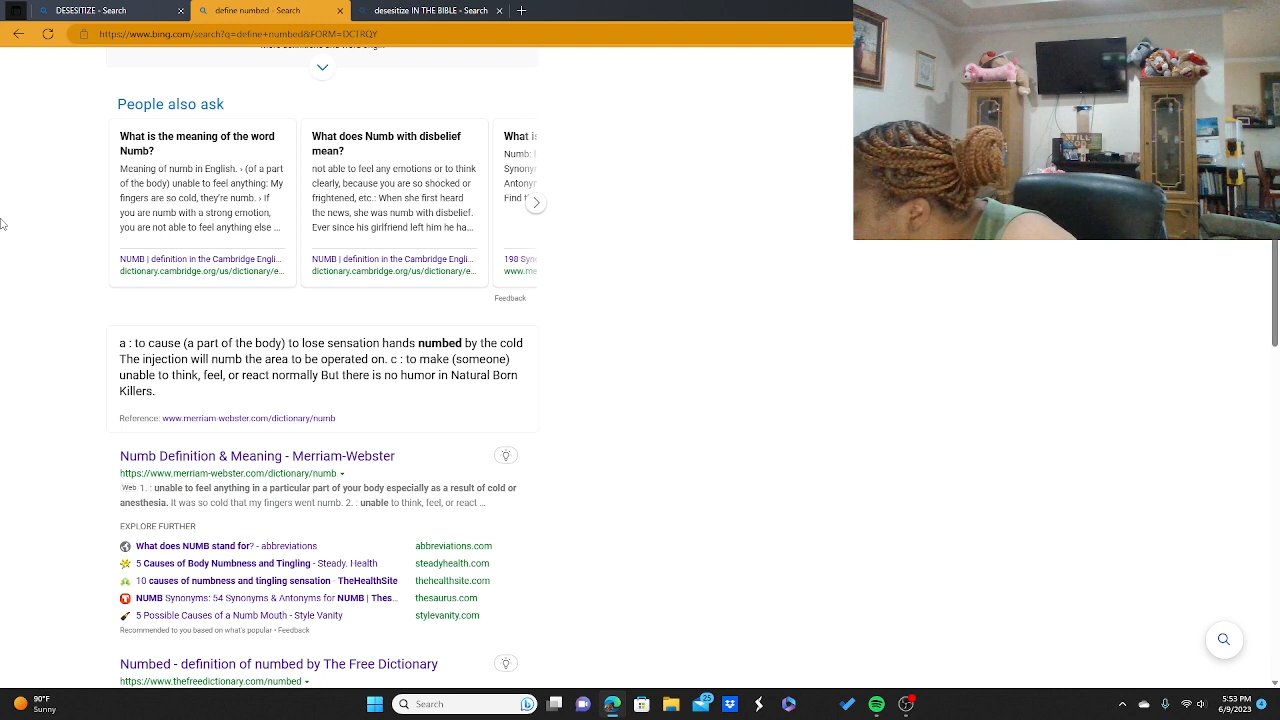 DESESITIZE - Search
define numbed - Search
desesite IN THE BIBLE - Search
https://www.bing.com/search?q=define+numbed&FORM=DCTRQY
People also ask
What is the meaning of the word
Numb?
Meaning of numb in English. › (of a part
of the body) unable to feel anything: My
fingers are so cold, they're numb. › If
you are numb with a strong emotion,
you are not able to feel anything else ...
NUMB | definition in the Cambridge Engli...
dictionary.cambridge.org/us/dictionary/e...
What does Numb with disbelief
mean?
not able to feel any emotions or to think
clearly, because you are so shocked or
frightened, etc.: When she first heard
the news, she was numb with disbelief.
Ever since his girlfriend left him he ha...
NUMB | definition in the Cambridge Engli...
dictionary.cambridge.org/us/dictionary/e...
What is
Numb:
Find
198
Feedback
STILL
GOD
a : to cause (a part of the body) to lose sensation hands numbed by the cold
The injection will numb the area to be operated on. c : to make (someone)
unable to think, feel, or react normally But there is no humor in Natural Born
Killers.
Reference: www.merriam-webster.com/dictionary/numb
Numb Definition & Meaning - Merriam-Webster
https://www.merriam-webster.com/dictionary/numb
Web 1. : unable to feel anything in a particular part of your body especially as a result of cold or
anesthesia. It was so cold that my fingers went numb. 2. : unable to think, feel, or react ...
EXPLORE FURTHER
What does NUMB stand for? - abbreviations abbreviations.com
5 Causes of Body Numbness and Tingling - Steady. Health steadyhealth.com
10 causes of numbness and tingling sensation · TheHealthSite thehealthsite.com
NUMB Synonyms: 54 Synonyms & Antonyms for NUMB | Thes... thesaurus.com
5 Possible Causes of a Numb Mouth - Style Vanity stylevanity.com
Recommended to you based on what's popular • Feedback
Numbed - definition of numbed by The Free Dictionary
https://www.thefreedictionary.com/numbed
90°F
Sunny
Search
25
5:53 PM
6/9/2023
4